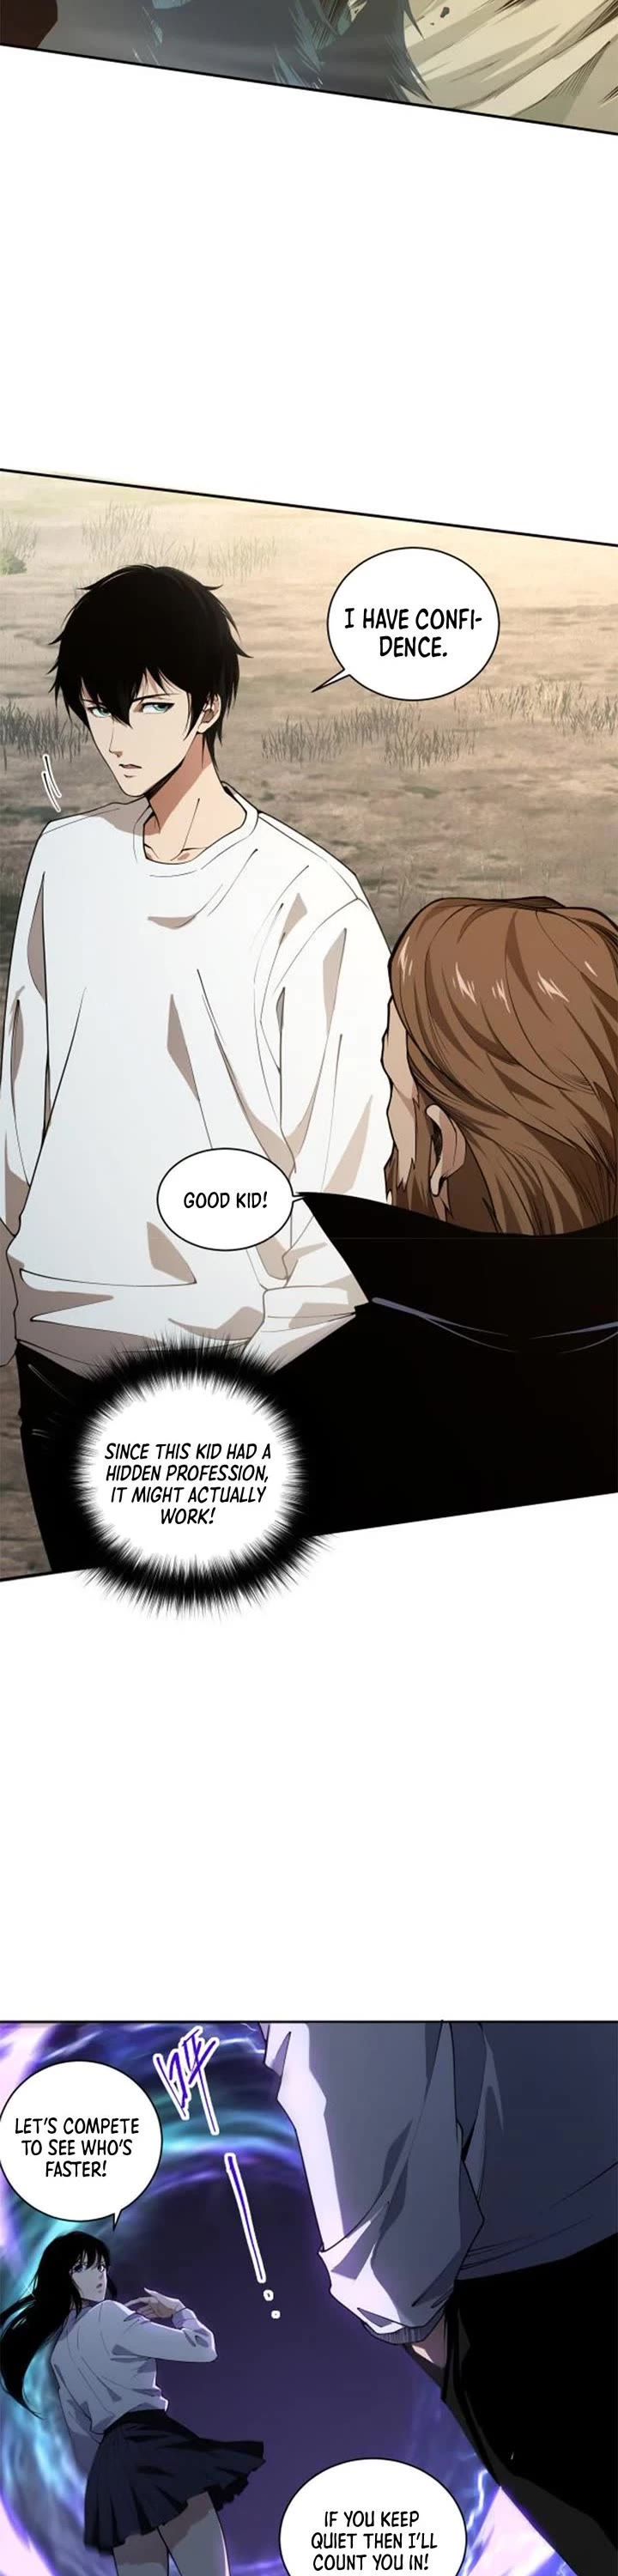 I HAVE CONFI-
DENCE.
GOOD KID!
SINCE THIS KID HAD A
HIDDEN PROFESSION,
IT MIGHT ACTUALLY
WORK!
LET'S COMPETE
TO SEE WHO'S
FASTER!
IF YOU KEEP
QUIET THEN I'LL
COUNT YOU IN!